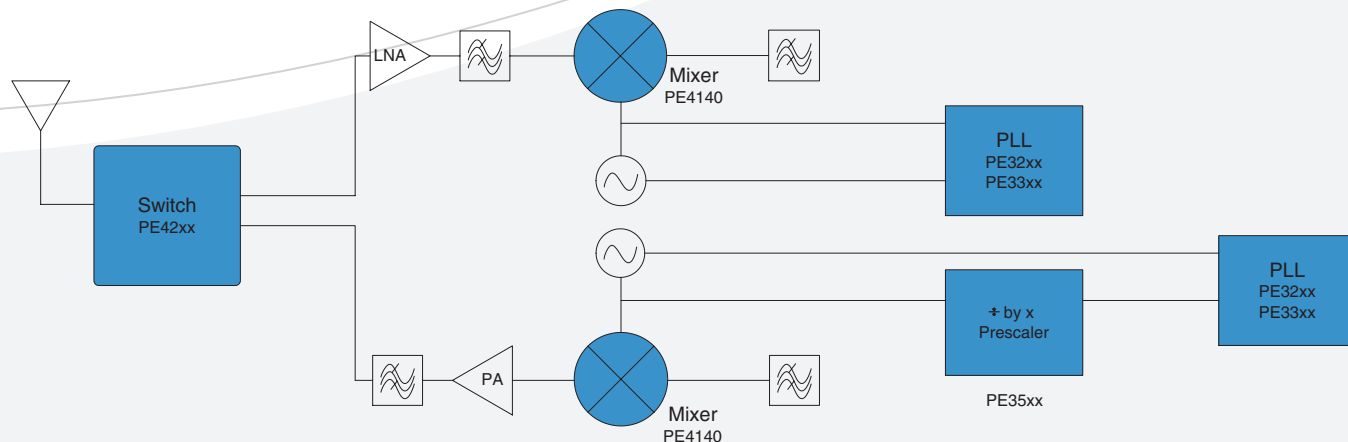 LNA
Mixer
PE4140
PLL
PE32xx
PE33xx
Switch
PE42xx
PLL
PE32xx
PE33xx
÷ by x
Prescaler
PE35xx
PA
Mixer
PE4140